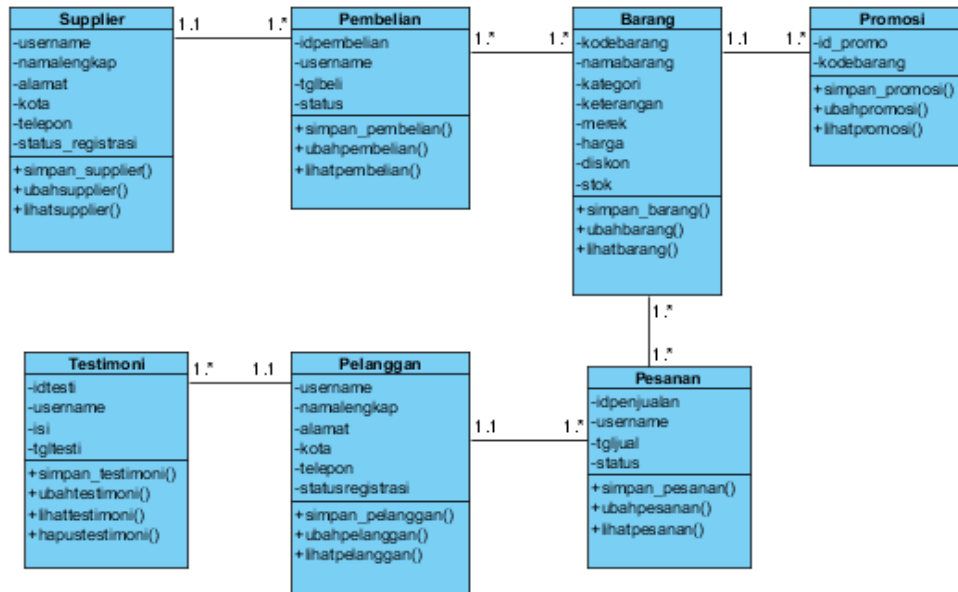 Supplier
-username
-namalengkap
-alamat
-kota
-telepon
-status_registrasi
+simpan_supplier()
+ubahsupplier()
+lihatsupplier()
1.1
1.*
Pembelian
-idpembelian
-username
-tglbeli
-status
+simpan_pembelian()
+ubahpembelian()
+lihatpembelian()
1.*
1.*
Barang
-kodebarang
-namabarang
-kategori
-keterangan
-merek
-harga
-diskon
-stok
+simpan_barang()
+ubahbarang()
+lihatbarang()
1.1
1.*
Promosi
-id_promo
-kodebarang
+simpan_promosi()
+ubahpromosi()
+lihatpromosi()
1.*
1.*
Testimoni
-idtesti
-username
-isi
-tgltesti
+simpan_testimoni()
+ubahtestimoni()
+lihattestimoni()
+hapustestimoni()
1.*
1.1
Pelanggan
-username
-namalengkap
-alamat
-kota
-telepon
-statusregistrasi
+simpan_pelanggan()
+ubahpelanggan()
+lihatpelanggan()
1.1
1.*
Pesanan
-idpenjualan
-username
-tgljual
-status
+simpan_pesanan()
+ubahpesanan()
+lihatpesanan()